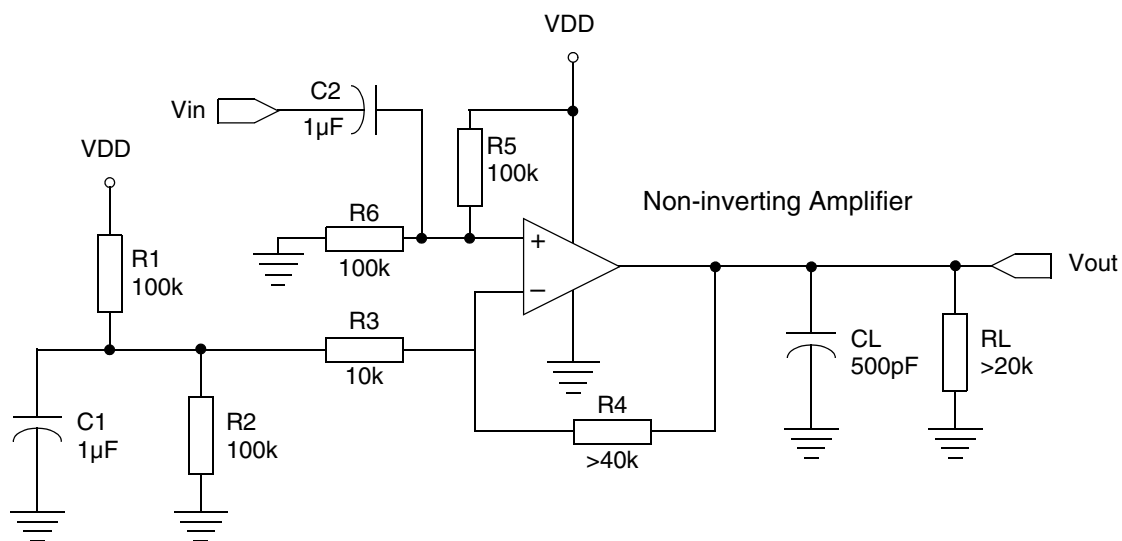 VDD
C2
Vin
1µF
VDD
R5
100k
Non-inverting Amplifier
R6
+
100k
R1
100k
Vout
−
R3
CL
500pF
RL
>20k
10k
R4
C1
1µF
R2
100k
>40k